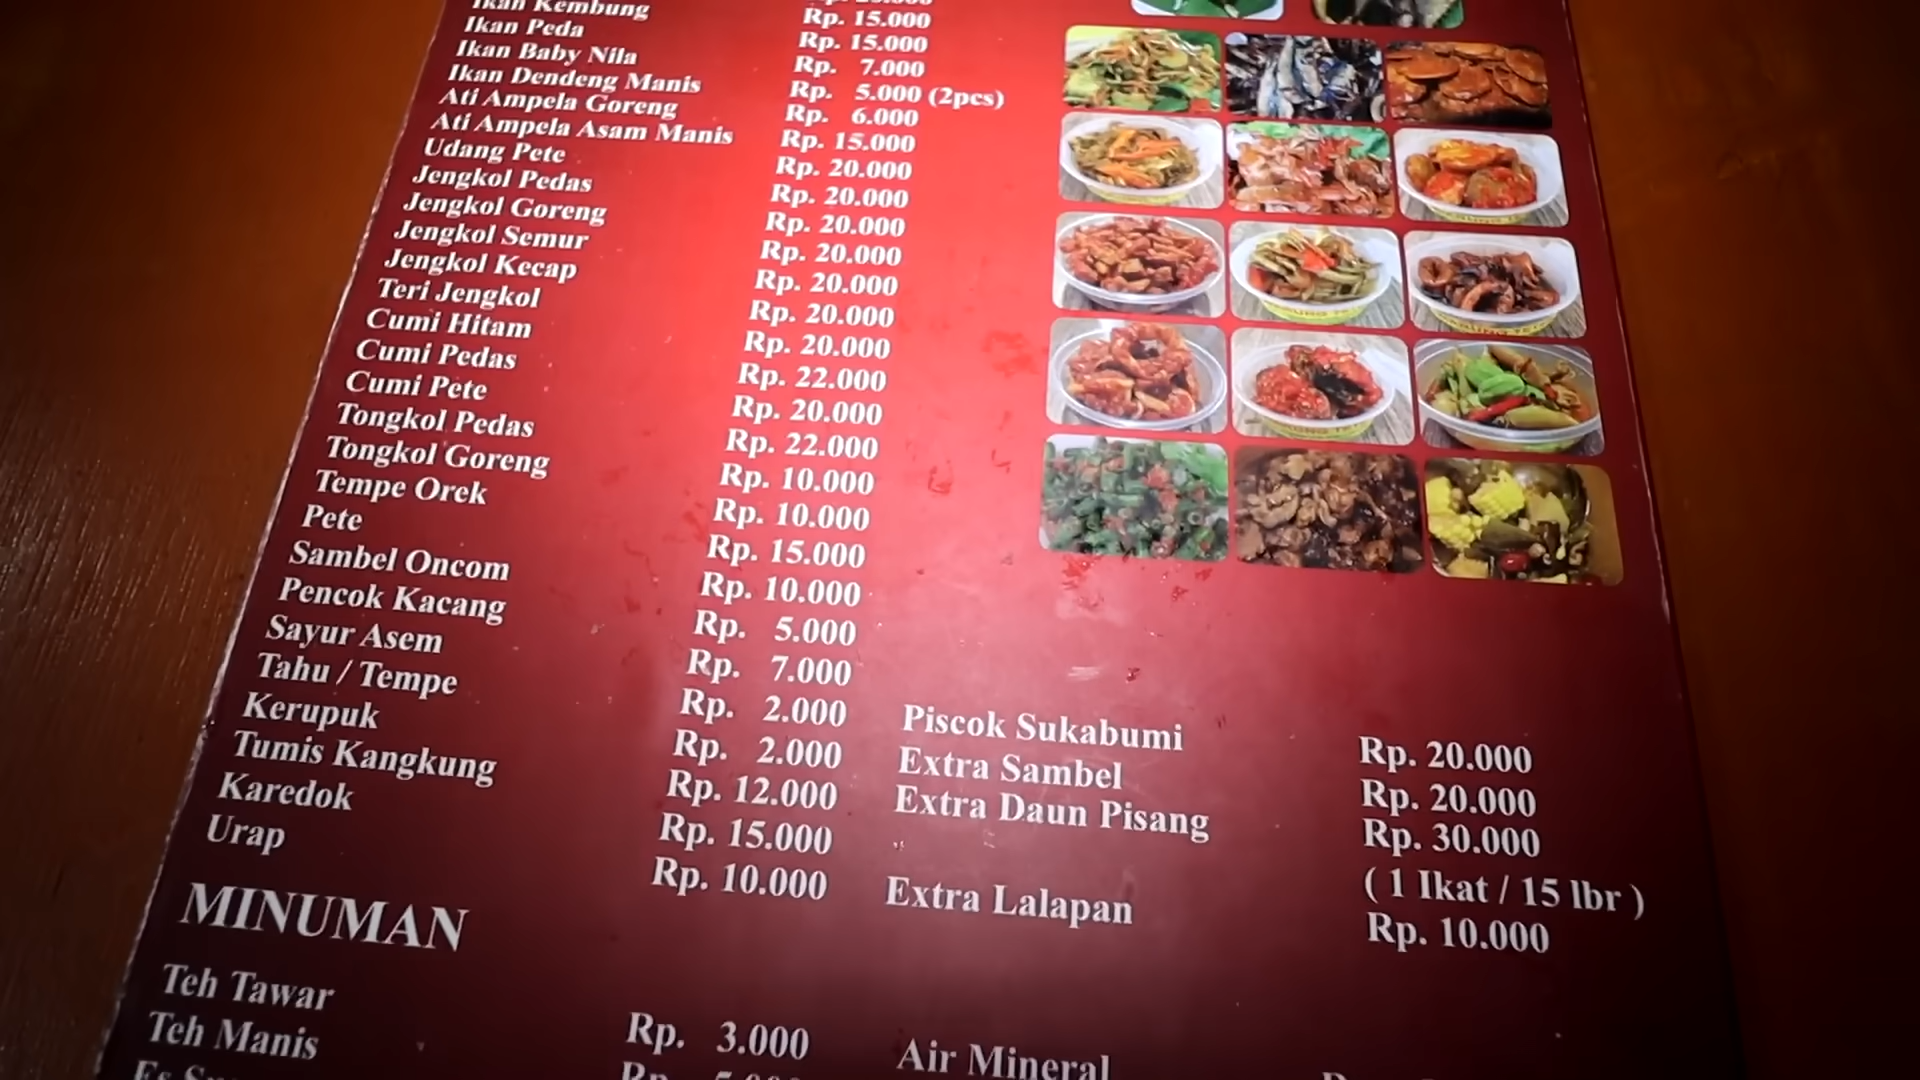 Ikan Kembung Rp. 15.000
Ikan Peda Rp. 15.000
Ikan Baby Nila Rp. 7.000
Ikan Dendeng Manis Rp. 5.000 (2pcs)
Ati Ampela Goreng Rp. 6.000
Ati Ampela Asam Manis Rp. 15.000
Udang Pete Rp. 20.000
Jengkol Pedas Rp. 20.000
Jengkol Goreng Rp. 20.000
Jengkol Semur Rp. 20.000
Jengkol Kecap Rp. 20.000
Teri Jengkol Rp. 20.000
Cumi Hitam Rp. 20.000
Cumi Pedas Rp. 22.000
Cumi Pete Rp. 20.000
Tongkol Pedas Rp. 22.000
Tongkol Goreng Rp. 10.000
Tempe Orek Rp. 10.000
Pete Rp. 15.000
Sambel Oncom Rp. 10.000
Pencok Kacang Rp. 5.000
Sayur Asem Rp. 7.000
Tahu / Tempe Rp. 2.000
Kerupuk Rp. 2.000
Tumis Kangkung Rp. 12.000
Karedok Rp. 15.000
Urap Rp. 10.000
Piscok Sukabumi Rp. 20.000
Extra Sambel Rp. 20.000
Extra Daun Pisang Rp. 30.000
( 1 Ikat / 15 lbr )
Extra Lalapan Rp. 10.000
MINUMAN
Teh Tawar Rp. 3.000
Teh Manis
Air Mineral